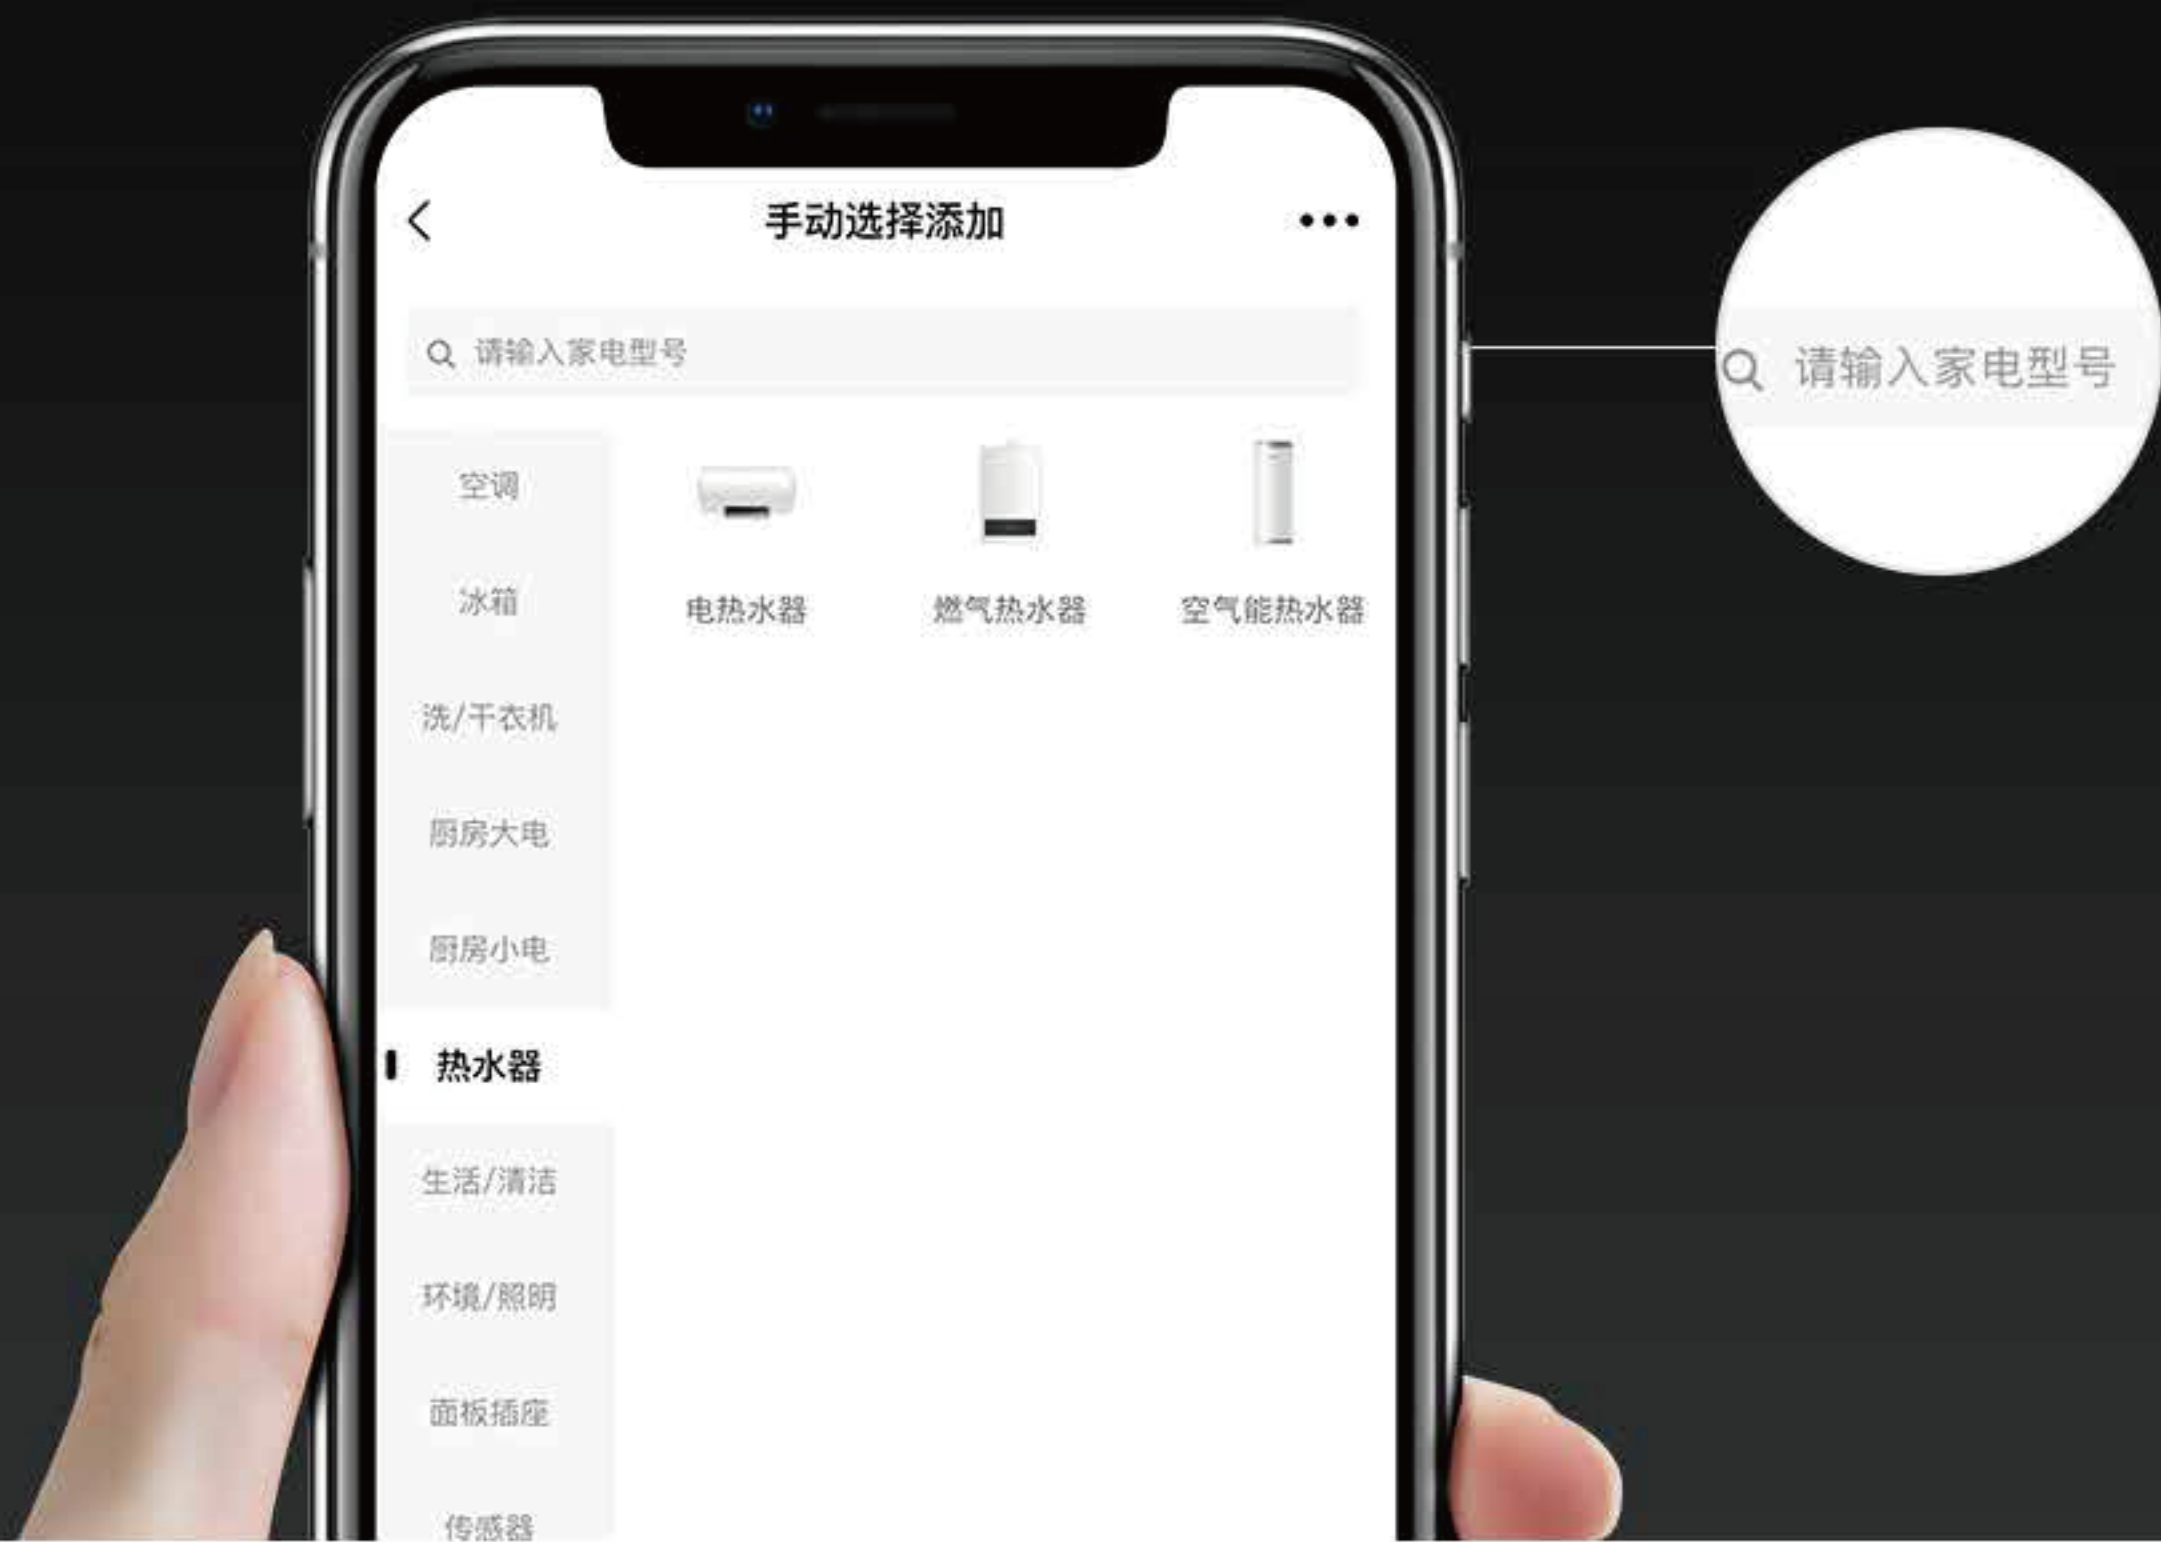 手动选择添加
请输入家电型号
请输入家电型号
空调
冰箱
电热水器
燃气热水器
空气能热水器
洗/干衣机
厨房大电
厨房小电
热水器
生活/清洁
环境/照明
面板插座
传感器